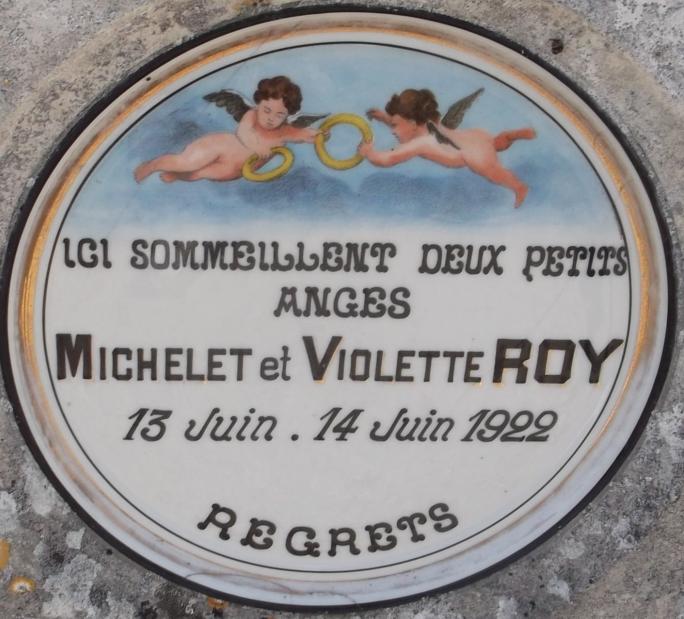 ICI SOMMEILLENT DEUX PETITS
ANGES
MICHELET et VIOLETTE ROY
13 Juin . 14 Juin 1922
REGRETS